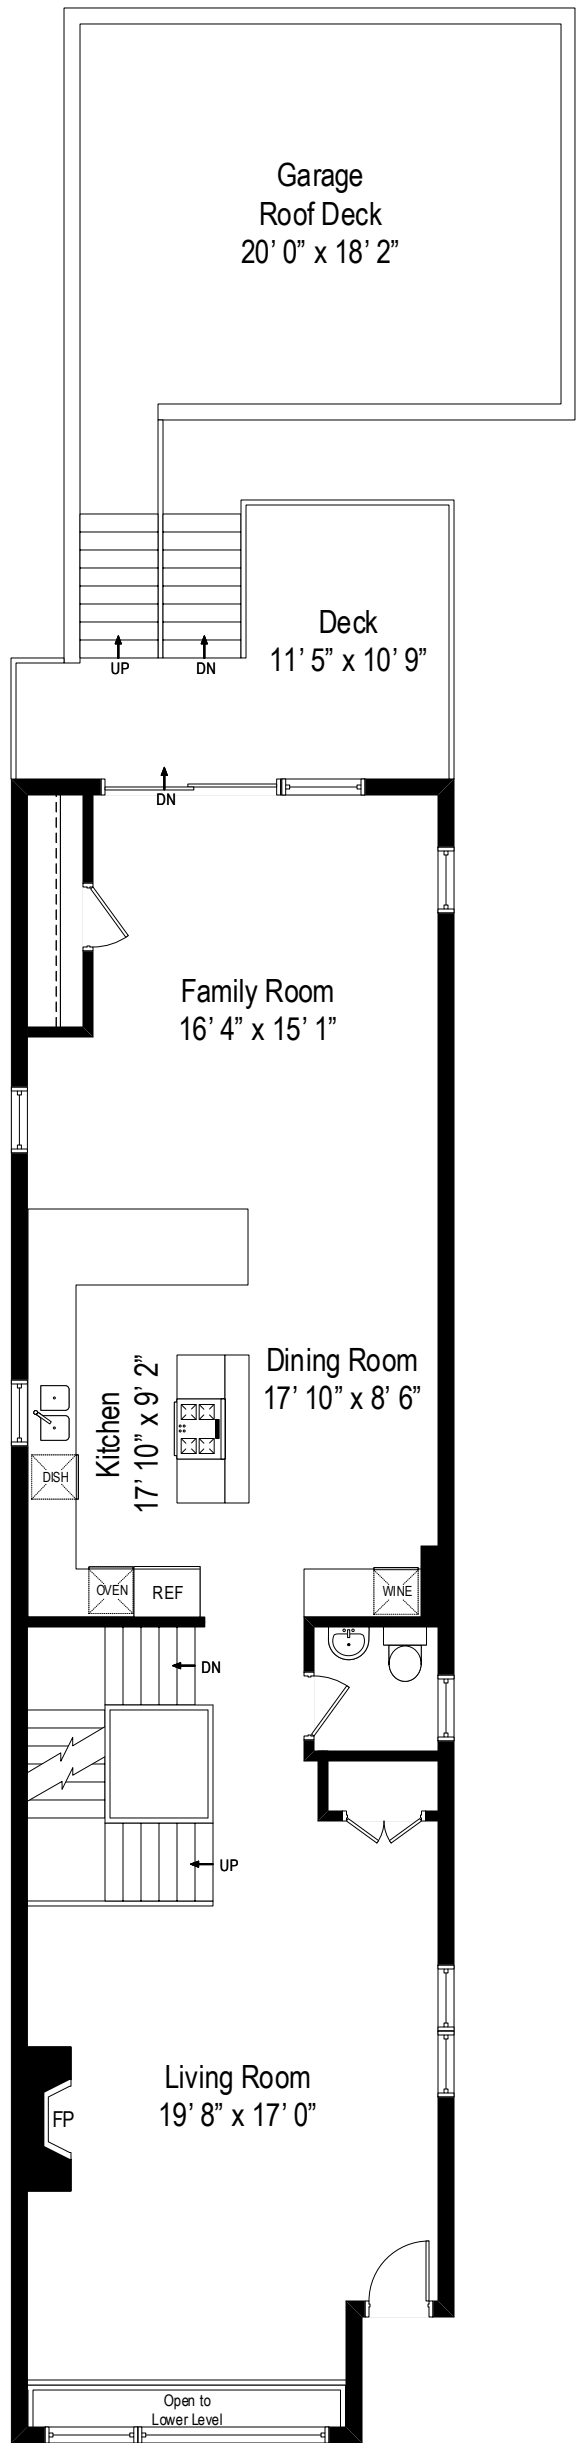 Garage
Roof Deck
20’ 0” x 18’ 2”
Deck
11’ 5” x 10’ 9”
UP
DN
DN
Family Room
16’ 4” x 15’ 1”
Dining Room
17’ 10” x 8’ 6”
Kitchen
17’ 10” x 9’ 2”
DISH
OVEN
REF
WINE
DN
UP
Living Room
19’ 8” x 17’ 0”
FP
Open to
Lower Level